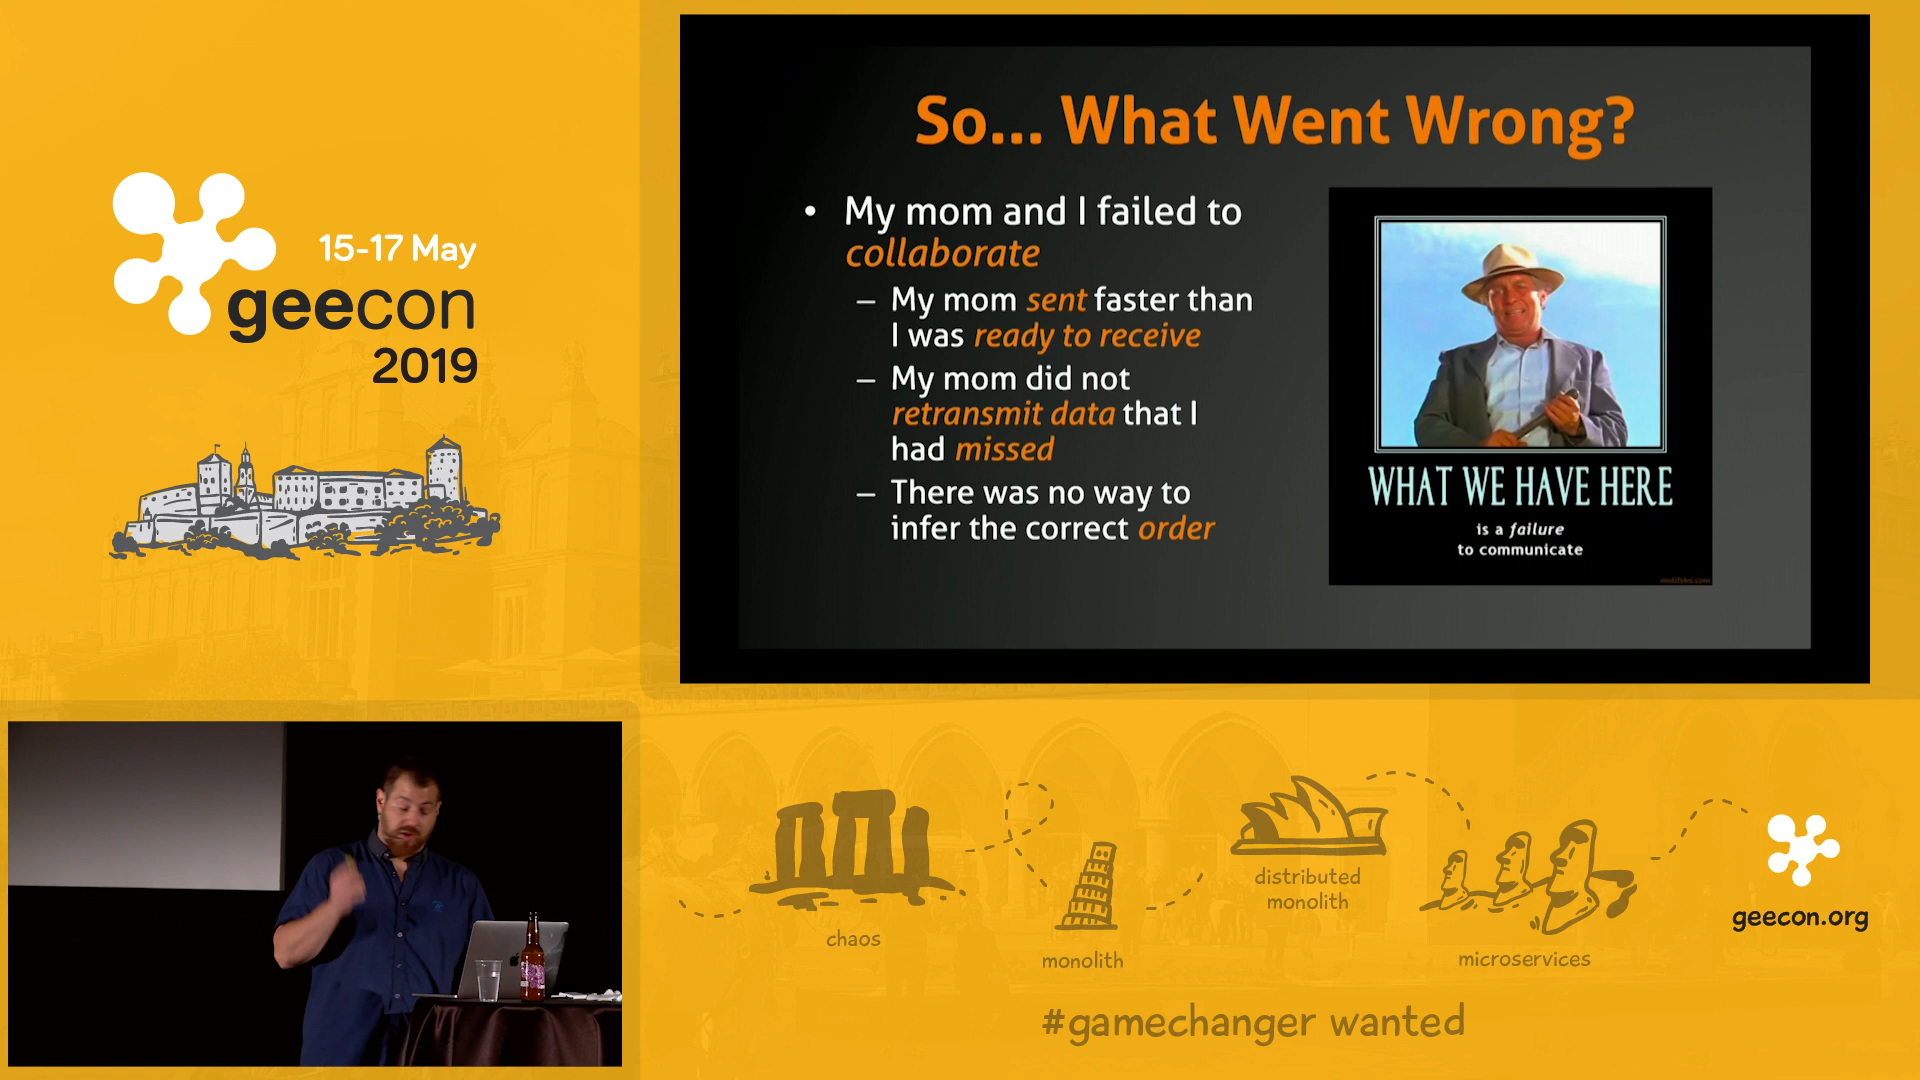 15-17 May
geecon
2019
So... What Went Wrong?
• My mom and I failed to
collaborate
– My mom sent faster than
I was ready to receive
– My mom did not
retransmit data that I
had missed
– There was no way to
infer the correct order
WHAT WE HAVE HERE
is a failure
to communicate
chaos
monolith
distributed
monolith
microservices
geecon.org
#gamechanger wanted